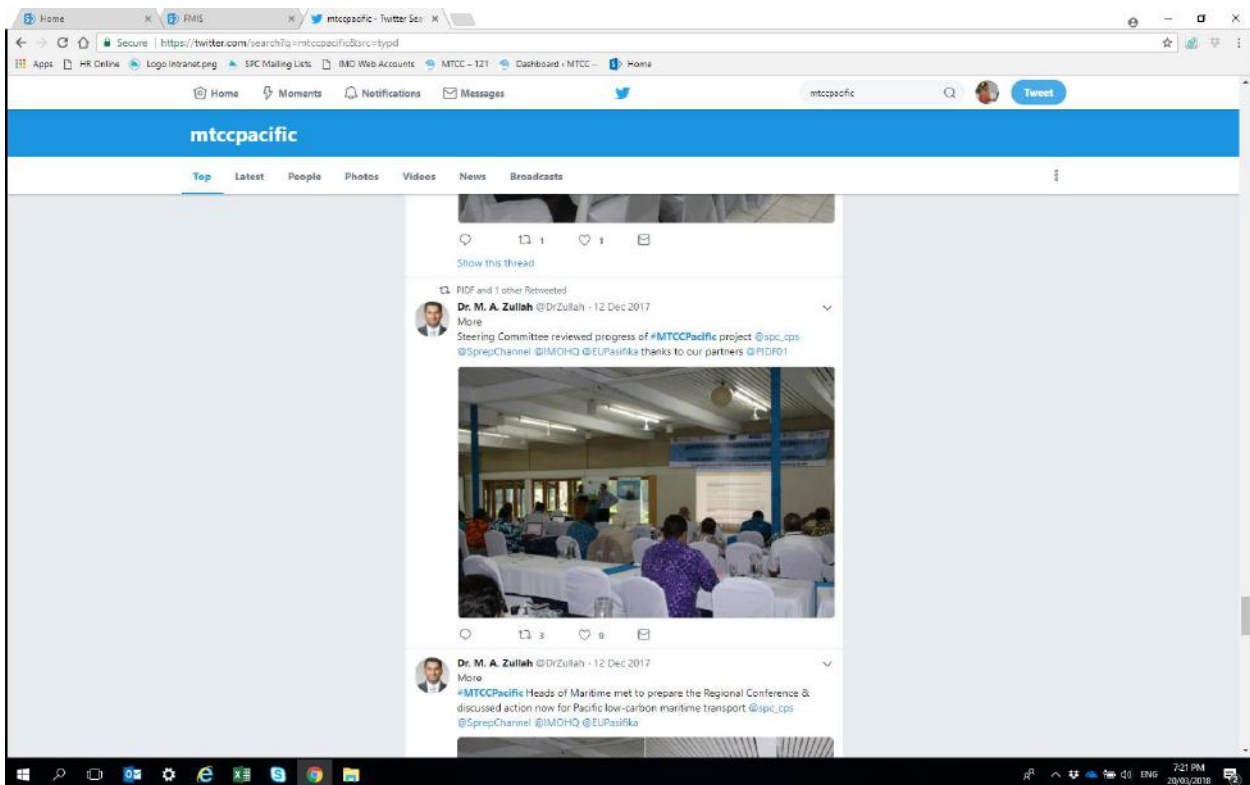 Home
FMIS
mtccpacific - Twitter Sea
Secure
https://twitter.com/search?q=mtccpacific&src=typd
Apps
HR Online
Logo Intranet.png
SPC Mailing Lists
IMO Web Accounts
MTCC – 121
Dashboard ‹ MTCC –
Home
Home
Moments
Notifications
Messages
mtccpacific
Tweet
mtccpacific
Top
Latest
People
Photos
Videos
News
Broadcasts
1
1
Show this thread
PIDF and 1 other Retweeted
Dr. M. A. Zullah @DrZullah · 12 Dec 2017
More
Steering Committee reviewed progress of #MTCCPacific project @spc_cps
@SprepChannel @IMOHQ @EUPasifika thanks to our partners @PIDF01
3
Dr. M. A. Zullah @DrZullah · 12 Dec 2017
More
#MTCCPacific Heads of Maritime met to prepare the Regional Conference &
discussed action now for Pacific low-carbon maritime transport @spc_cps
@SprepChannel @IMOHQ @EUPasifika
ENG
7:21 PM
20/03/2018